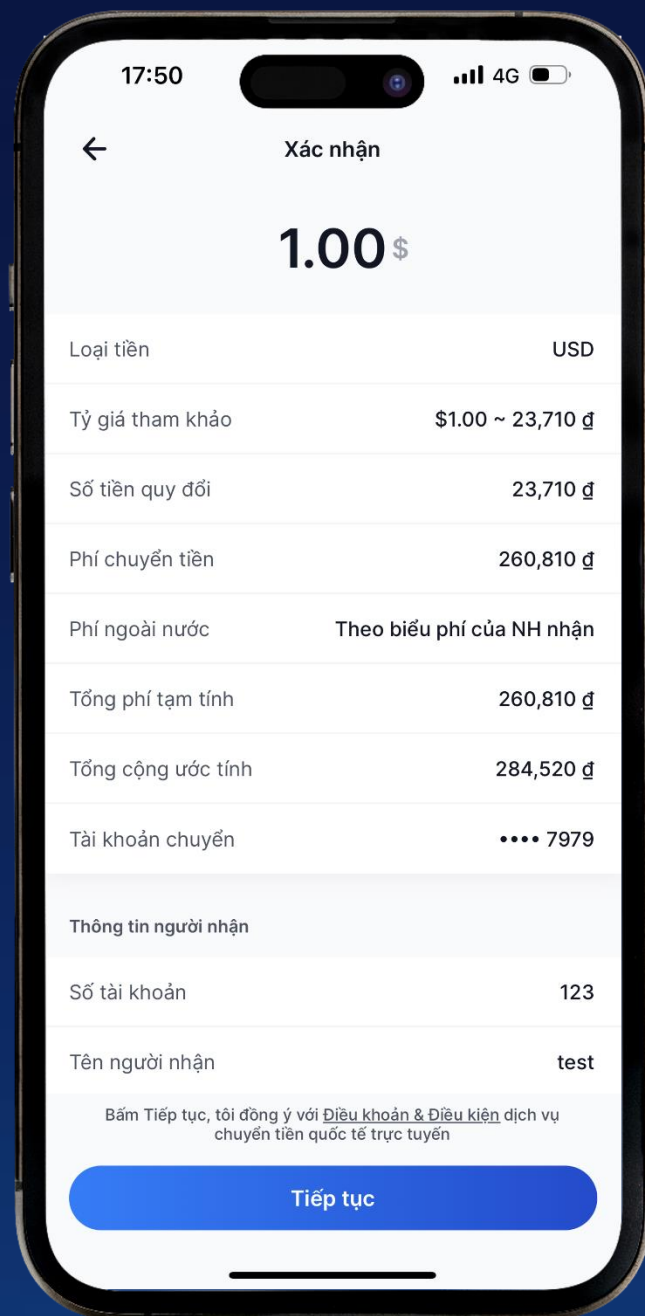 17:50
4G
Xác nhận
1.00 $
Loại tiền USD
Tỷ giá tham khảo $1.00 ~ 23,710 ₫
Số tiền quy đổi 23,710 ₫
Phí chuyển tiền 260,810 ₫
Phí ngoài nước Theo biểu phí của NH nhận
Tổng phí tạm tính 260,810 ₫
Tổng cộng ước tính 284,520 ₫
Tài khoản chuyển •••• 7979
Thông tin người nhận
Số tài khoản 123
Tên người nhận test
Bấm Tiếp tục, tôi đồng ý với Điều khoản & Điều kiện dịch vụ
chuyển tiền quốc tế trực tuyến
Tiếp tục